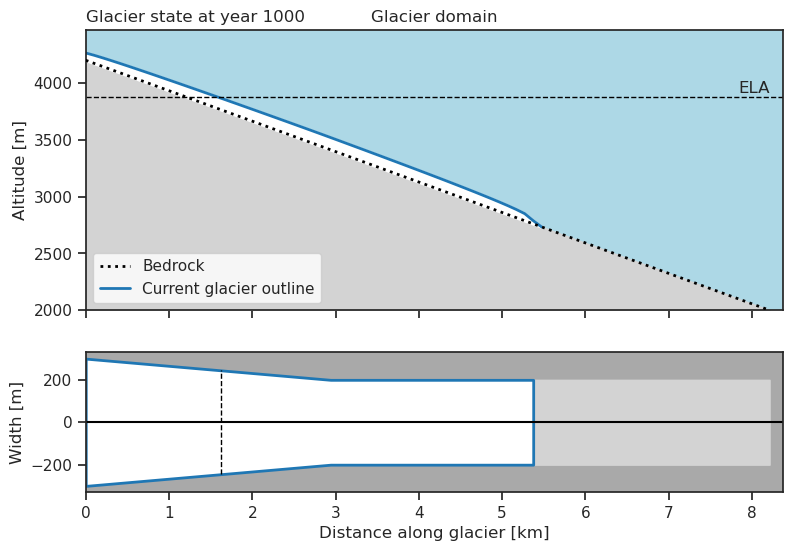 Glacier state at year 1000 Glacier domain
Altitude [m]
4000
3500
3000
2500
2000
ELA
Bedrock
Current glacier outline
Width [m]
200
0
−200
0 1 2 3 4 5 6 7 8
Distance along glacier [km]